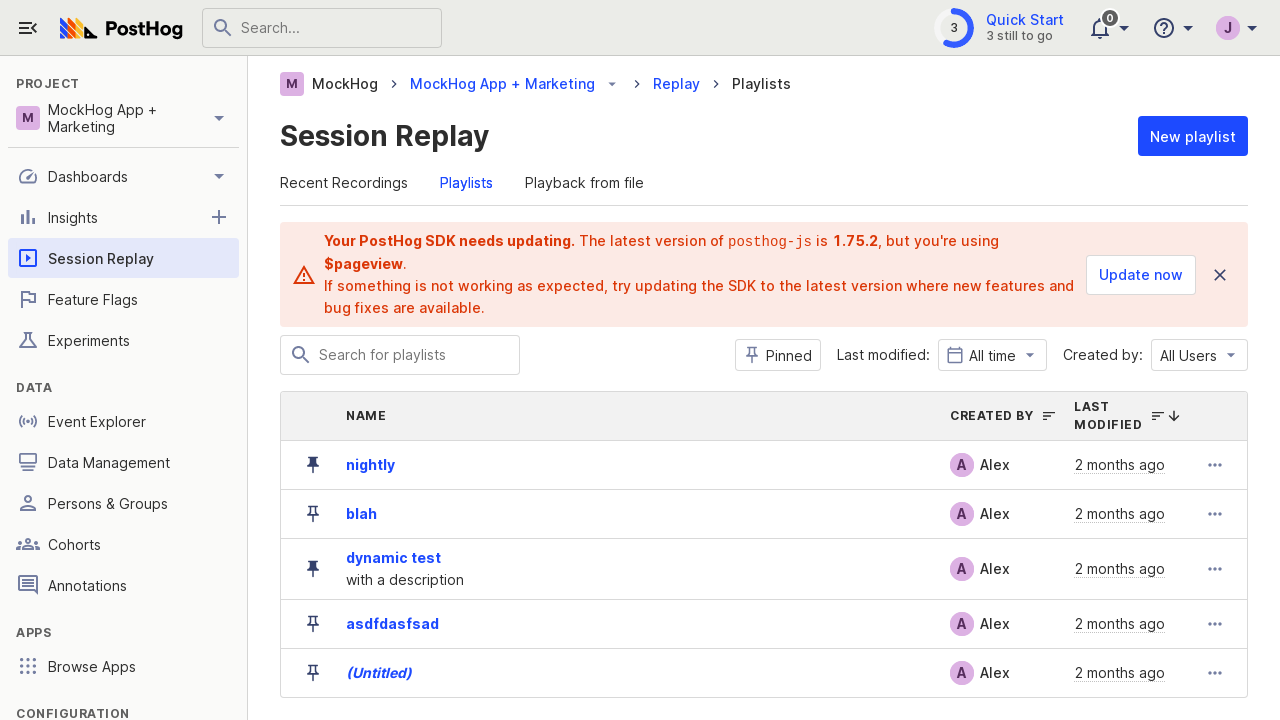 PostHog
Search...
3
Quick Start
3 still to go
0
J
PROJECT
M
MockHog App +
Marketing
Dashboards
Insights
Session Replay
Feature Flags
Experiments
DATA
Event Explorer
Data Management
Persons & Groups
Cohorts
Annotations
APPS
Browse Apps
CONFIGURATION
M MockHog > MockHog App + Marketing > Replay > Playlists
Session Replay
New playlist
Recent Recordings Playlists Playback from file
Your PostHog SDK needs updating. The latest version of posthog-js is 1.75.2, but you're using
$pageview.
If something is not working as expected, try updating the SDK to the latest version where new features and
bug fixes are available.
Update now
Search for playlists
Pinned
Last modified: All time
Created by: All Users
NAME CREATED BY LAST
MODIFIED
nightly A Alex 2 months ago
blah A Alex 2 months ago
dynamic test
with a description A Alex 2 months ago
asdfdasfsad A Alex 2 months ago
(Untitled) A Alex 2 months ago